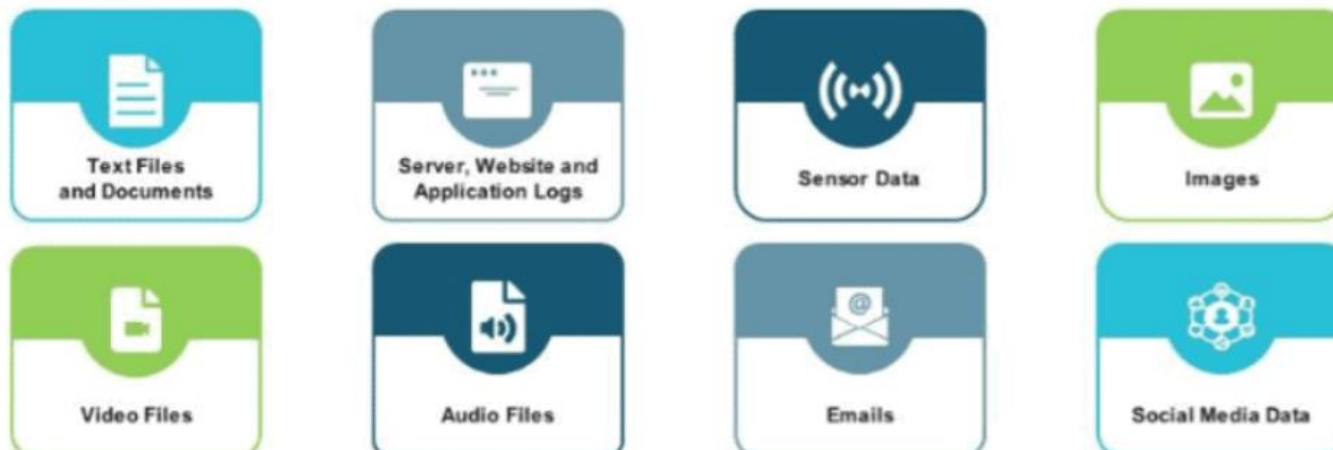 Text Files
and Documents
Server, Website and
Application Logs
Sensor Data
Images
Video Files
Audio Files
@
Emails
Social Media Data